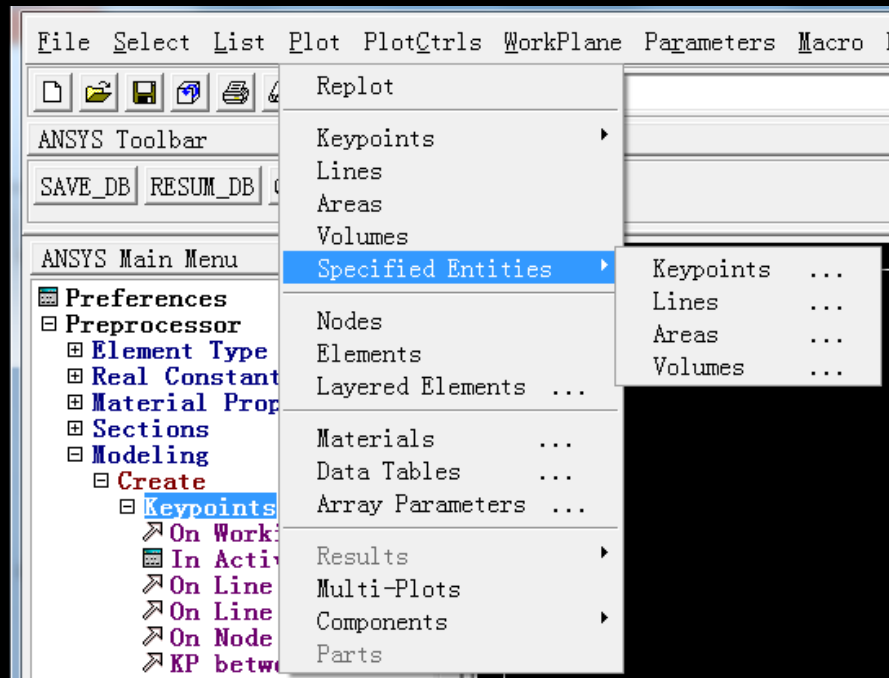 File Select List Plot PlotCtrls WorkPlane Parameters Macro
ANSYS Toolbar
SAVE_DB RESUM_DB
ANSYS Main Menu
Preferences
Preprocessor
Element Type
Real Constant
Material Prop
Sections
Modeling
Create
Keypoints
On Worki
In Activ
On Line
On Line
On Node
KP betwe
Replot
Keypoints
Lines
Areas
Volumes
Specified Entities
Nodes
Elements
Layered Elements ...
Materials ...
Data Tables ...
Array Parameters ...
Results
Multi-Plots
Components
Parts
Keypoints ...
Lines ...
Areas ...
Volumes ...